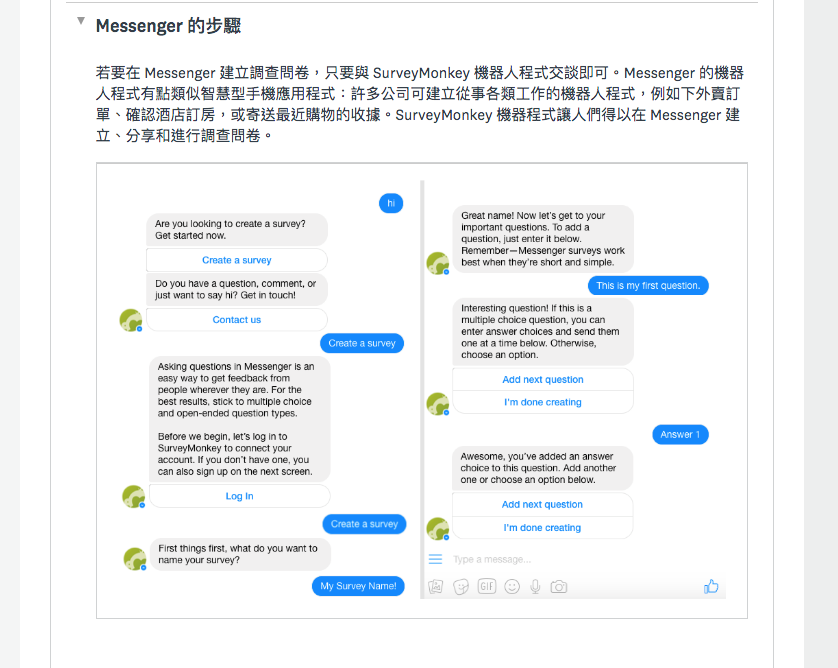 Messenger 的步驟
若要在 Messenger 建立調查問卷，只要與 SurveyMonkey 機器人程式交談即可。Messenger 的機器
人程式有點類似智慧型手機應用程式：許多公司可建立從事各類工作的機器人程式，例如下外賣訂
單、確認酒店訂房，或寄送最近購物的收據。SurveyMonkey 機器程式讓人們得以在 Messenger 建
立、分享和進行調查問卷。
hi
Are you looking to create a survey?
Get started now.
Create a survey
Do you have a question, comment, or
just want to say hi? Get in touch!
Contact us
Create a survey
Asking questions in Messenger is an
easy way to get feedback from
people wherever they are. For the
best results, stick to multiple choice
and open-ended question types.
Before we begin, let's log in to
SurveyMonkey to connect your
account. If you don't have one, you
can also sign up on the next screen.
Log In
Create a survey
First things first, what do you want to
name your survey?
My Survey Name!
Great name! Now let's get to your
important questions. To add a
question, just enter it below.
Remember—Messenger surveys work
best when they're short and simple.
This is my first question.
Interesting question! If this is a
multiple choice question, you can
enter answer choices and send them
one at a time below. Otherwise,
choose an option.
Add next question
I'm done creating
Answer 1
Awesome, you've added an answer
choice to this question. Add another
one or choose an option below.
Add next question
I'm done creating
Type a message...
GIF